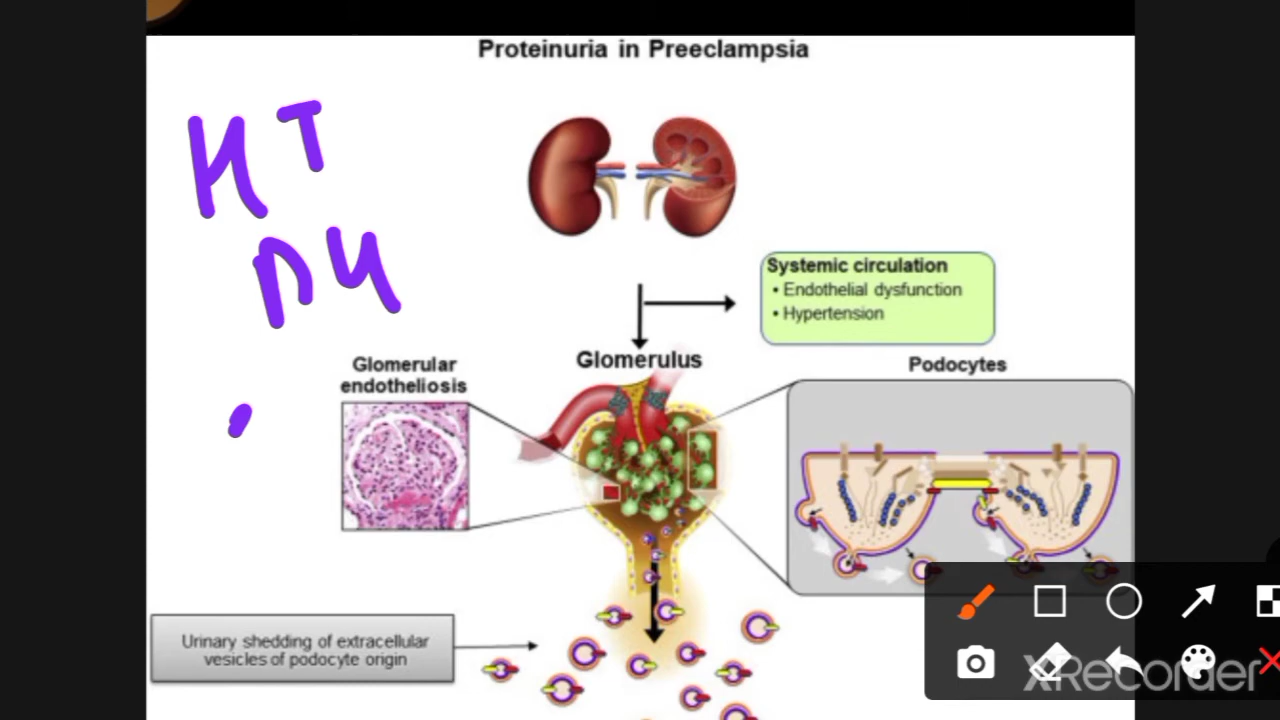 Proteinuria in Preeclampsia
HT
PU
Systemic circulation
• Endothelial dysfunction
• Hypertension
Glomerular
endotheliosis
Glomerulus
Podocytes
Urinary shedding of extracellular
vesicles of podocyte origin
XRecorder